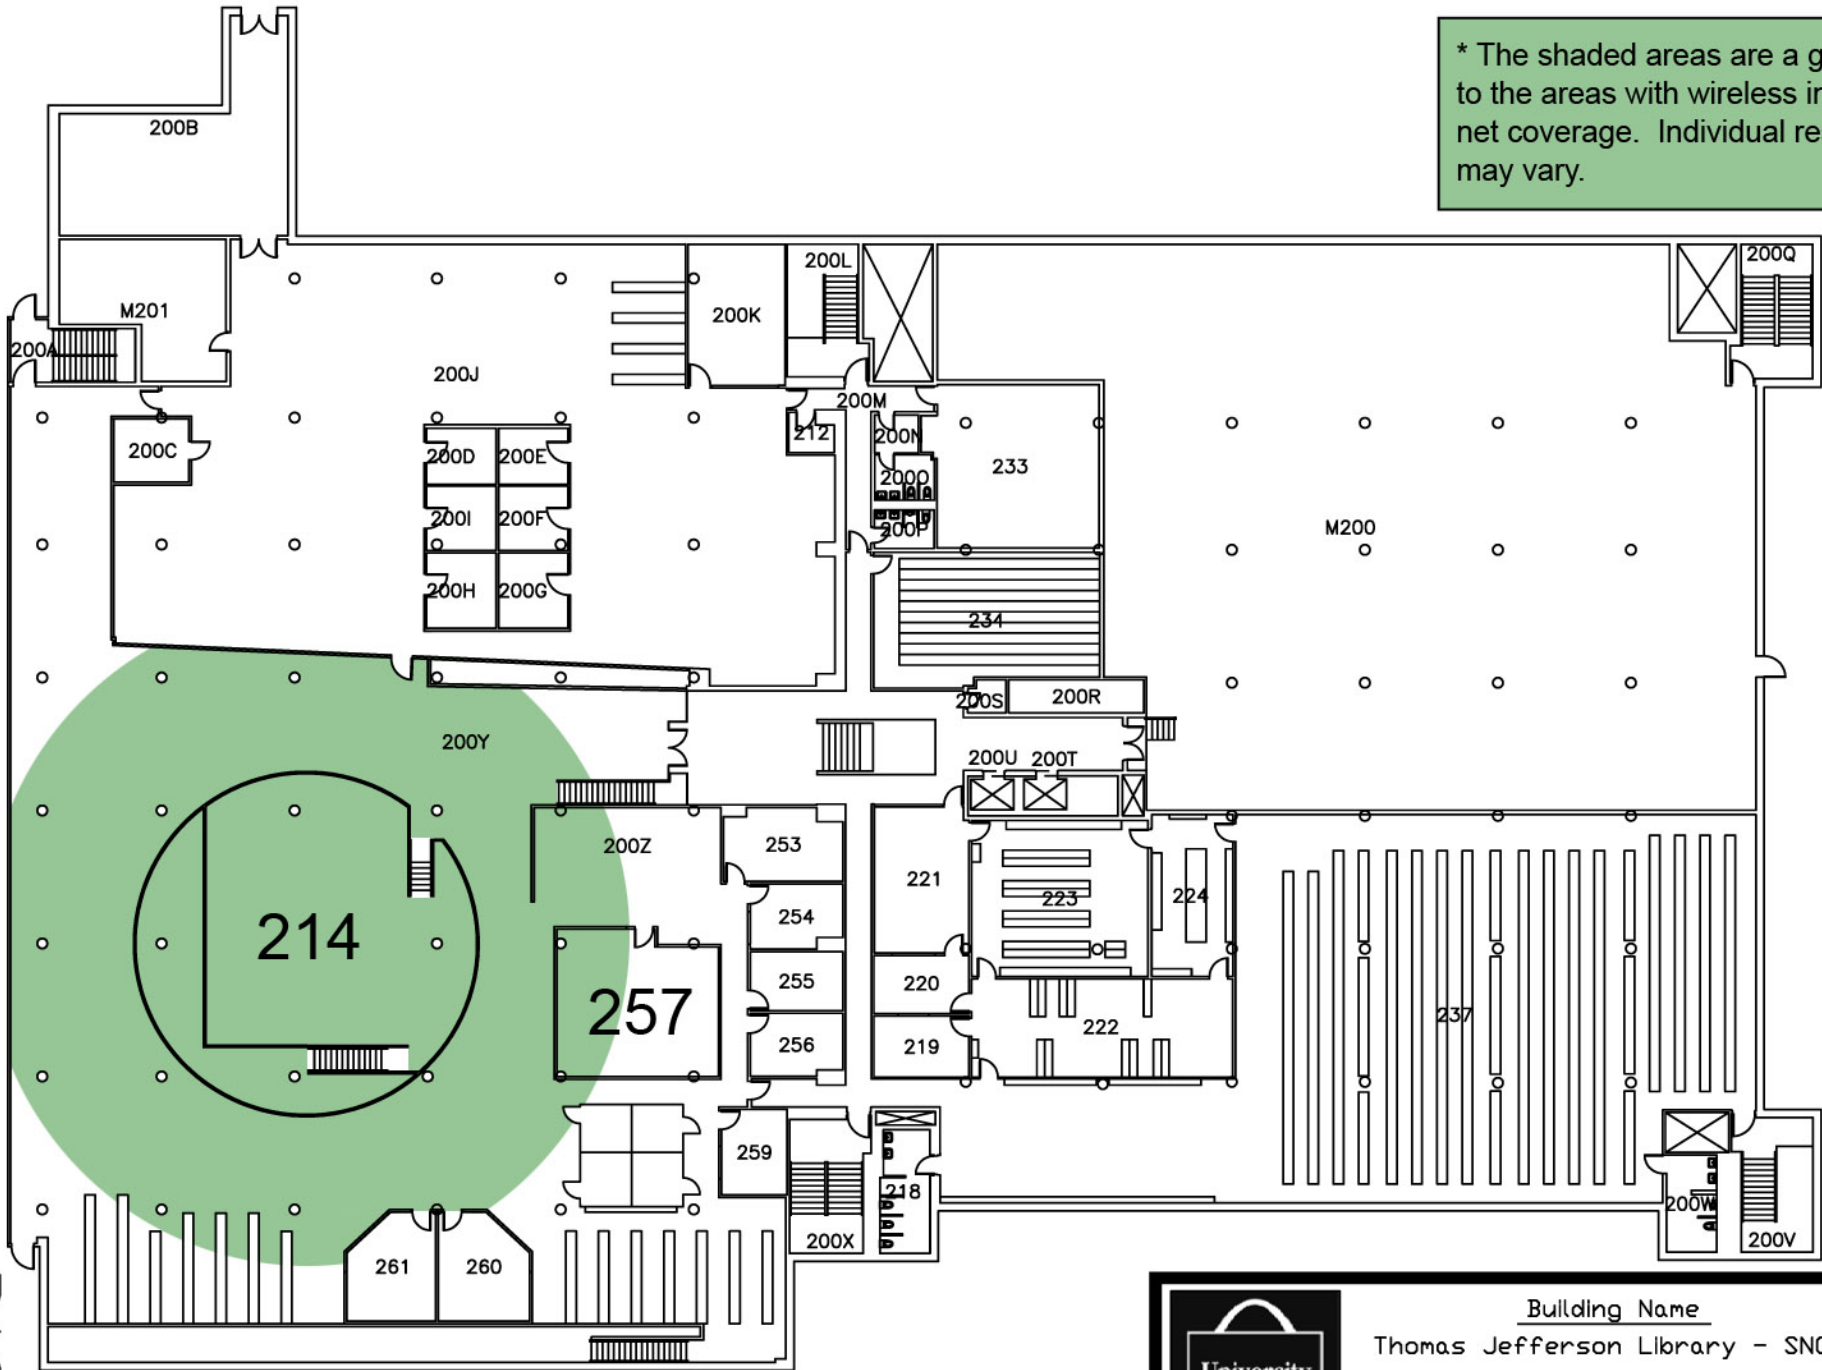 * The shaded areas are a
to the areas with wireless
net coverage. Individual
may vary.
200B
M201
200A
200J
200K
200L
200Q
200M
212
200C
200D
200E
200N
200O
200P
233
200I
200F
200H
200G
234
M200
200S
200R
200Y
200U
200T
200Z
253
221
223
224
254
214
255
220
257
256
219
222
237
259
218
200X
200W
200V
261
260
Building Name
Thomas Jefferson Library -
University